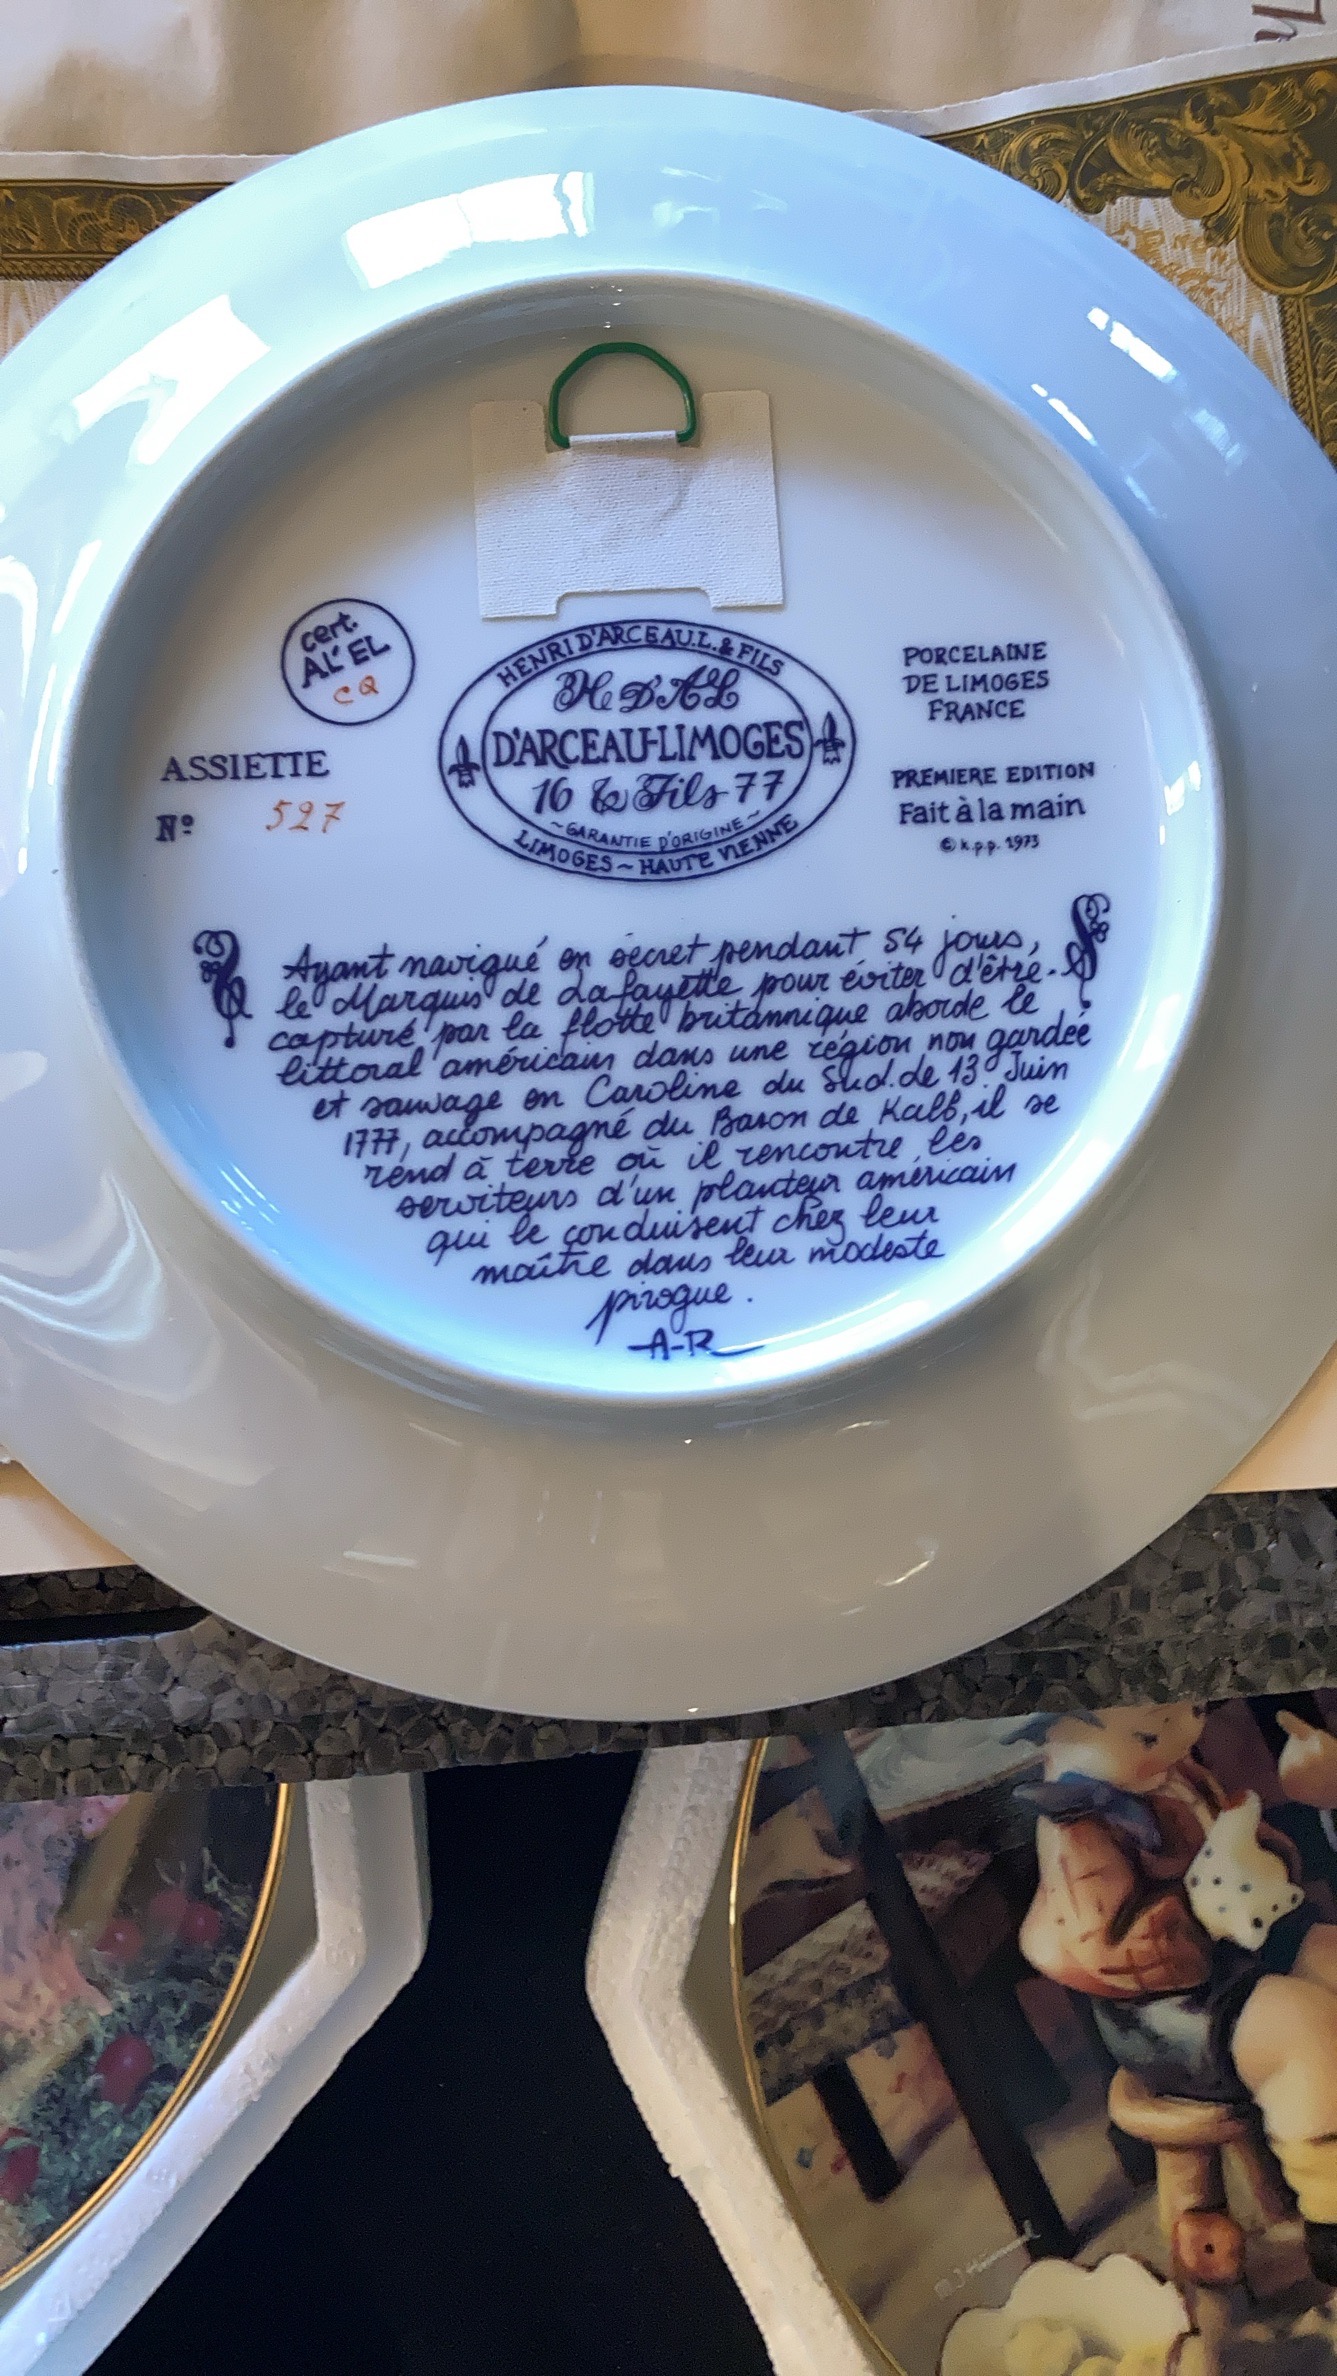 cert.
AL'EL
CQ
ASSIETTE
Nº 527
HENRI D'ARCEAU.L. & FILS
H D'AL
D'ARCEAU-LIMOGES
16 & Fils 77
~GARANTIE D'ORIGINE~
LIMOGES ~ HAUTE VIENNE
PORCELAINE
DE LIMOGES
FRANCE
PREMIERE EDITION
Fait à la main
© k.p.p. 1973
Ayant navigué en secret pendant 54 jours,
le Marquis de Lafayette pour éviter d'être-
capturé par la flotte britannique aborde le
littoral américain dans une région non gardée
et sauvage en Caroline du Sud. de 13 Juin
1777, accompagné du Baron de Kalb, il se
rend à terre où il rencontre les
serviteurs d'un planteur américain
qui le conduisent chez leur
maître dans leur modeste
pirogue.
A-R